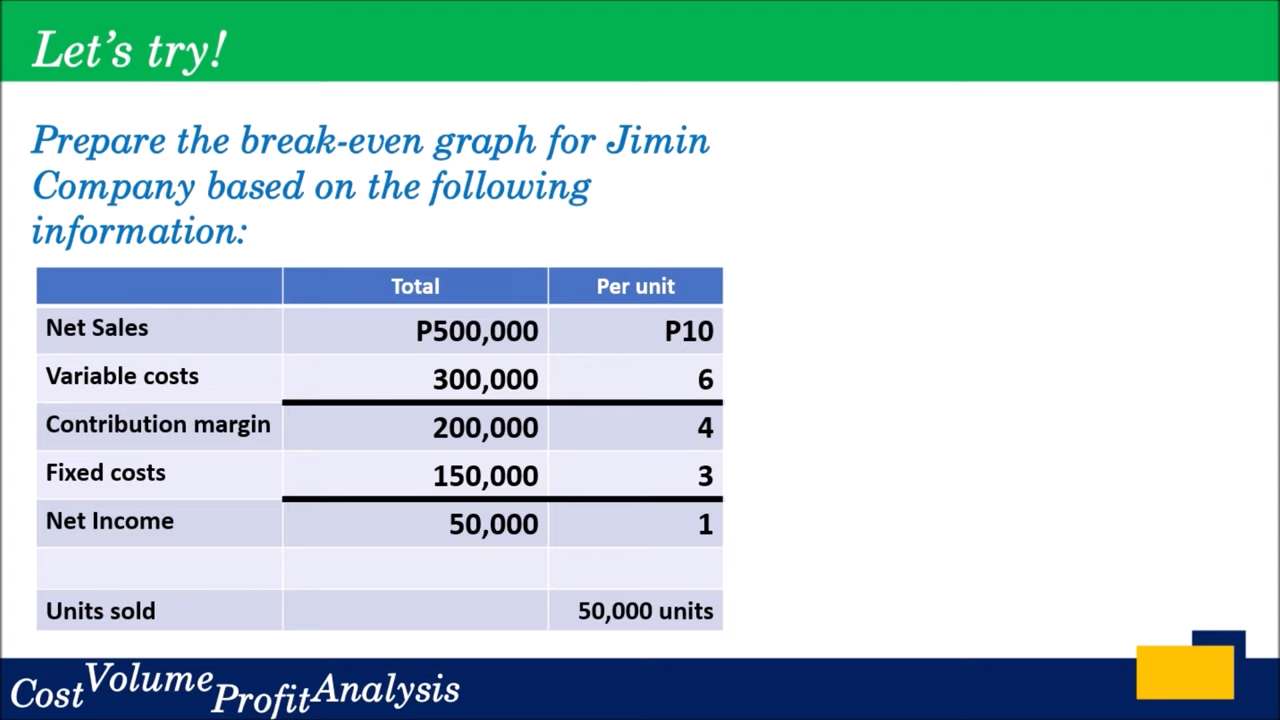 Let's try!
Prepare the break-even graph for Jimin
Company based on the following
information:
Total Per unit
Net Sales P500,000 P10
Variable costs 300,000 6
Contribution margin 200,000 4
Fixed costs 150,000 3
Net Income 50,000 1
Units sold 50,000 units
Cost Volume Profit Analysis